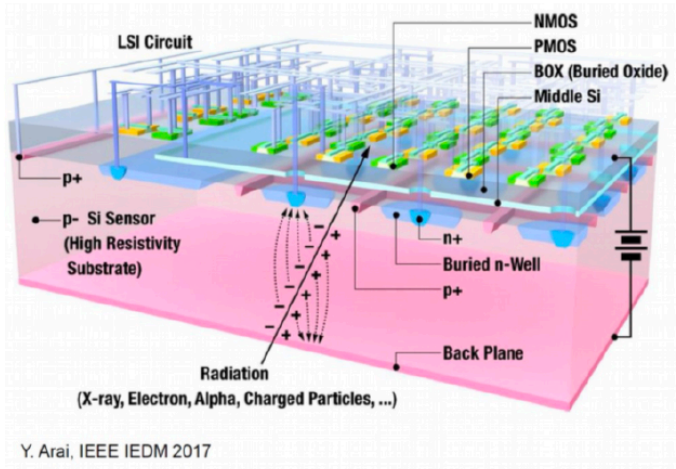 NMOS
LSI Circuit
PMOS
BOX (Buried Oxide)
Middle Si
p+
p- Si Sensor
(High Resistivity
Substrate)
n+
Buried n-Well
p+
Back Plane
Radiation
(X-ray, Electron, Alpha, Charged Particles, ...)
Y. Arai, IEEE IEDM 2017